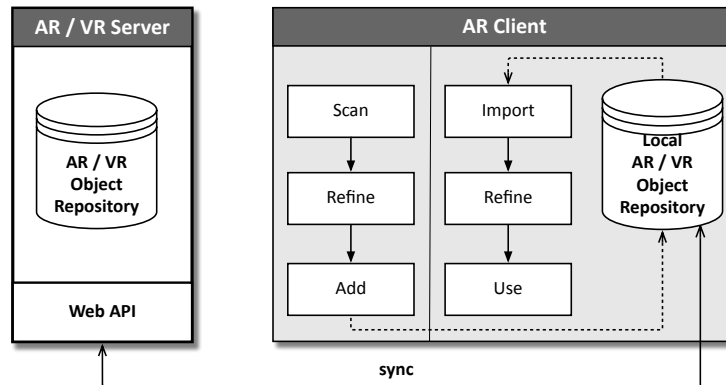 AR / VR Server
AR / VR
Object
Repository
Web API
AR Client
Scan
Refine
Add
Import
Refine
Use
Local
AR / VR
Object
Repository
sync